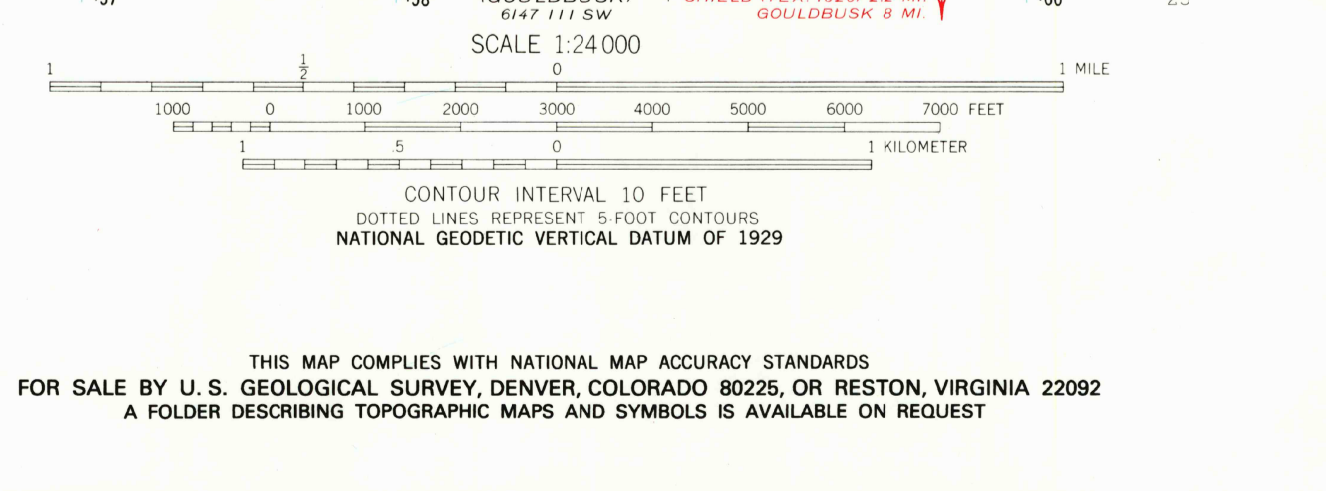 6147 III SW
GOULDBUSK 8 MI.
SCALE 1:24 000
1 1/2 0 1 MILE
1000 0 1000 2000 3000 4000 5000 6000 7000 FEET
1 .5 0 1 KILOMETER
CONTOUR INTERVAL 10 FEET
DOTTED LINES REPRESENT 5-FOOT CONTOURS
NATIONAL GEODETIC VERTICAL DATUM OF 1929
THIS MAP COMPLIES WITH NATIONAL MAP ACCURACY STANDARDS
FOR SALE BY U. S. GEOLOGICAL SURVEY, DENVER, COLORADO 80225, OR RESTON, VIRGINIA 22092
A FOLDER DESCRIBING TOPOGRAPHIC MAPS AND SYMBOLS IS AVAILABLE ON REQUEST